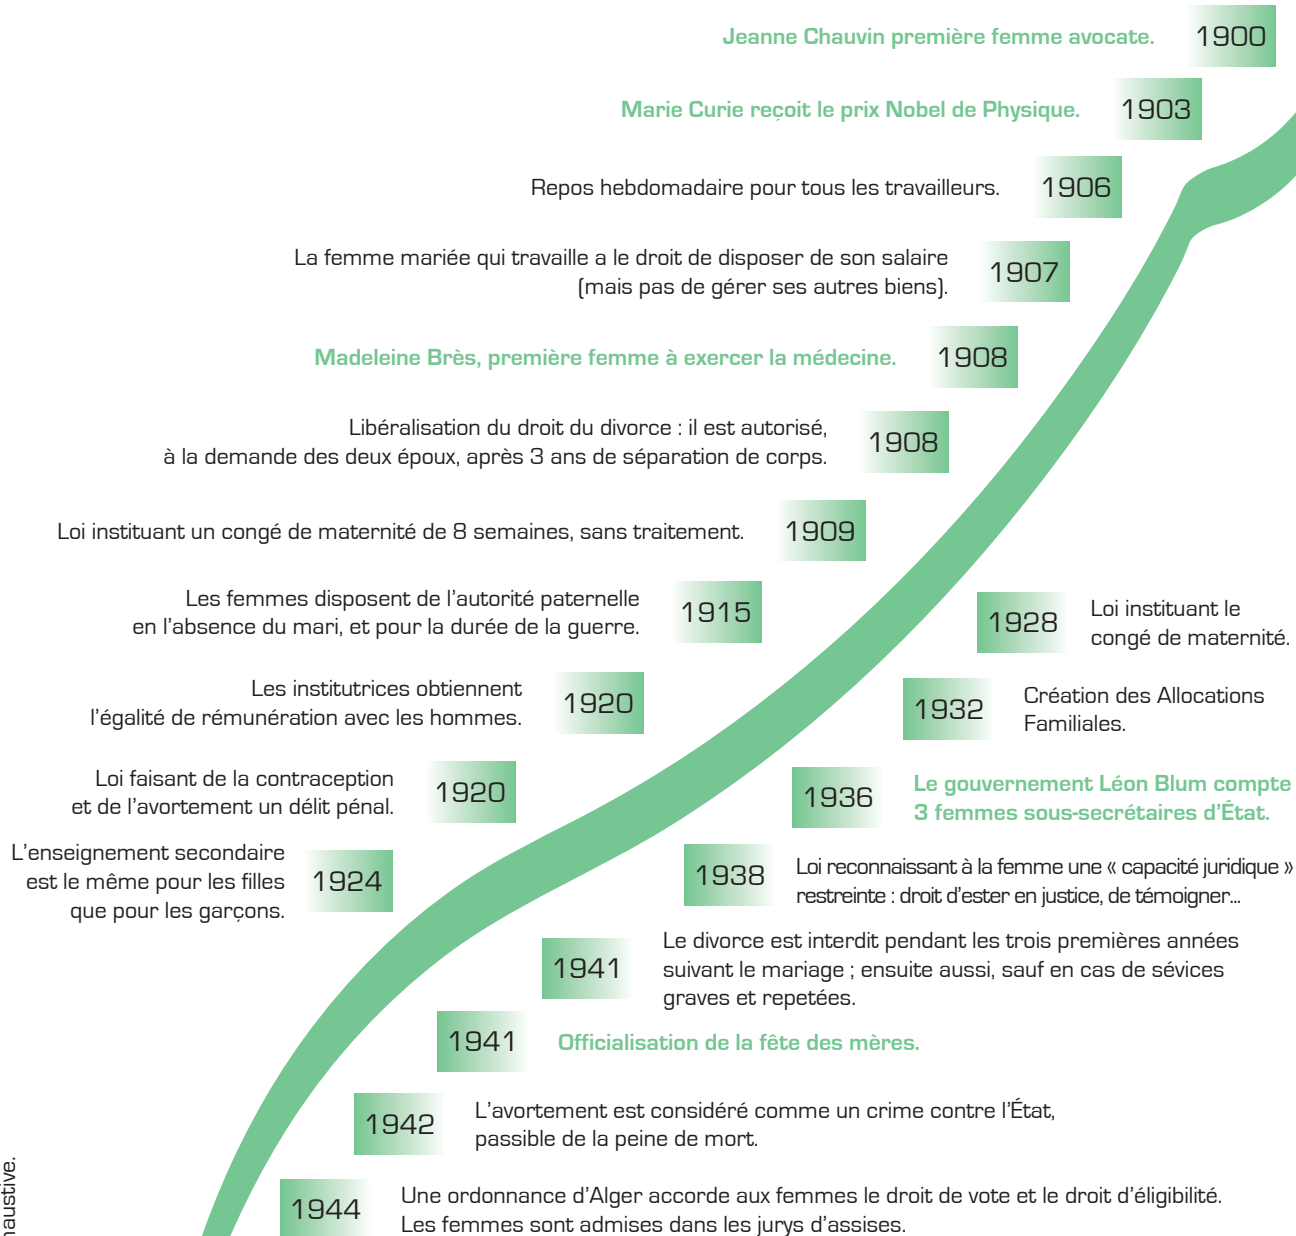 Jeanne Chauvin première femme avocate. 1900
Marie Curie reçoit le prix Nobel de Physique. 1903
Repos hebdomadaire pour tous les travailleurs. 1906
La femme mariée qui travaille a le droit de disposer de son salaire
(mais pas de gérer ses autres biens). 1907
Madeleine Brès, première femme à exercer la médecine. 1908
Libéralisation du droit du divorce : il est autorisé,
à la demande des deux époux, après 3 ans de séparation de corps. 1908
Loi instituant un congé de maternité de 8 semaines, sans traitement. 1909
Les femmes disposent de l'autorité paternelle
en l'absence du mari, et pour la durée de la guerre. 1915
Les institutrices obtiennent
l'égalité de rémunération avec les hommes. 1920
Loi faisant de la contraception
et de l'avortement un délit pénal. 1920
L'enseignement secondaire
est le même pour les filles
que pour les garçons. 1924
1928 Loi instituant le
congé de maternité.
1932 Création des Allocations
Familiales.
1936 Le gouvernement Léon Blum compte
3 femmes sous-secrétaires d'État.
1938 Loi reconnaissant à la femme une « capacité juridique »
restreinte : droit d'ester en justice, de témoigner...
1941 Le divorce est interdit pendant les trois premières années
suivant le mariage ; ensuite aussi, sauf en cas de sévices
graves et repetées.
1941 Officialisation de la fête des mères.
1942 L'avortement est considéré comme un crime contre l'État,
passible de la peine de mort.
1944 Une ordonnance d'Alger accorde aux femmes le droit de vote et le droit d'éligibilité.
Les femmes sont admises dans les jurys d'assises.